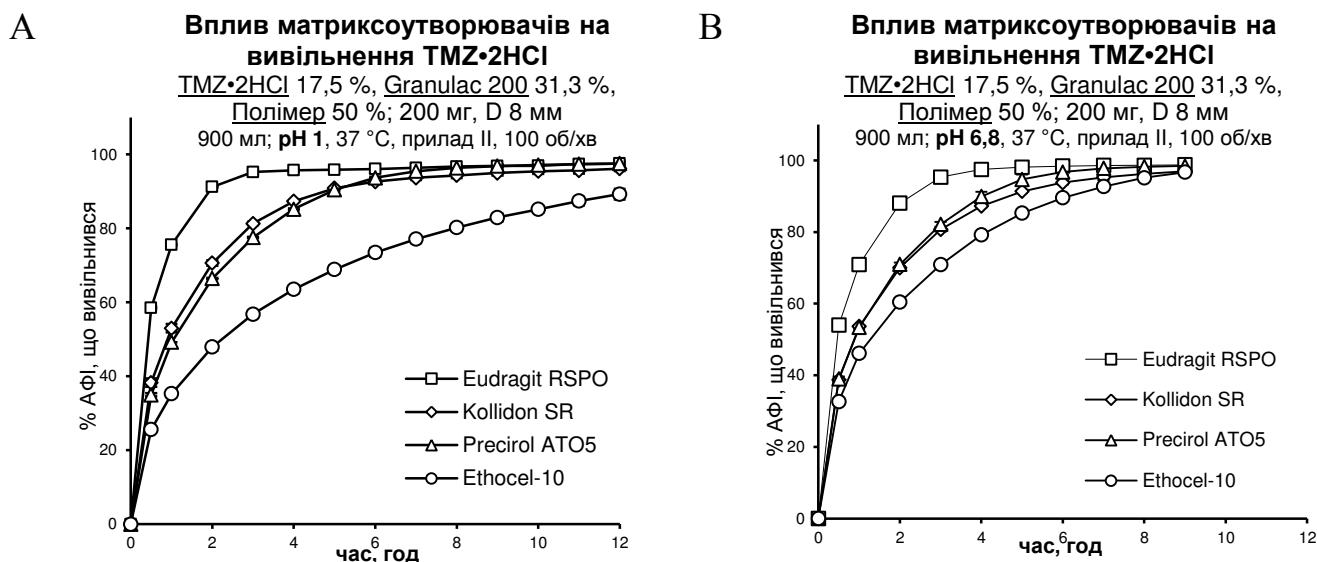 A
Вплив матриксоутворювачів на
вивільнення TMZ•2HCl
TMZ•2HCl 17,5 %, Granulac 200 31,3 %,
Полімер 50 %; 200 мг, D 8 мм
900 мл; pH 1, 37 °C, прилад II, 100 об/хв
% АФІ, що вивільнився
100
80
60
40
20
0
0 2 4 6 8 10 12
час, год
Eudragit RSPO
Kollidon SR
Precirol ATO5
Ethocel-10
B
Вплив матриксоутворювачів на
вивільнення TMZ•2HCl
TMZ•2HCl 17,5 %, Granulac 200 31,3 %,
Полімер 50 %; 200 мг, D 8 мм
900 мл; pH 6,8, 37 °C, прилад II, 100 об/хв
% АФІ, що вивільнився
100
80
60
40
20
0
0 2 4 6 8 10 12
час, год
Eudragit RSPO
Kollidon SR
Precirol ATO5
Ethocel-10